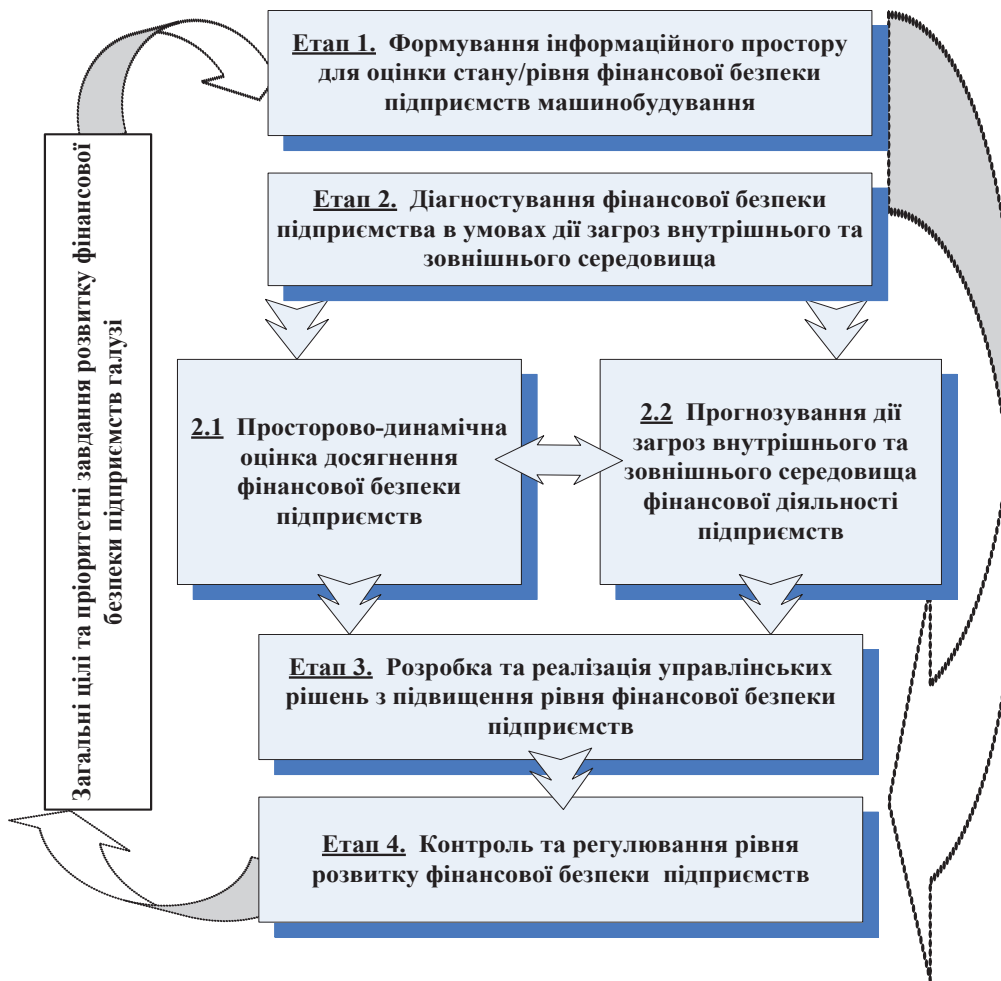 Етап 1. Формування інформаційного простору
для оцінки стану/рівня фінансової безпеки
підприємств машинобудування
Етап 2. Діагностування фінансової безпеки
підприємства в умовах дії загроз внутрішнього та
зовнішнього середовища
2.1 Просторово-динамічна
оцінка досягнення
фінансової безпеки
підприємств
2.2 Прогнозування дії
загроз внутрішнього та
зовнішнього середовища
фінансової діяльності
підприємств
Етап 3. Розробка та реалізація управлінських
рішень з підвищення рівня фінансової безпеки
підприємств
Етап 4. Контроль та регулювання рівня
розвитку фінансової безпеки підприємств
Загальні цілі та пріоритетні завдання розвитку фінансової
безпеки підприємств галузі